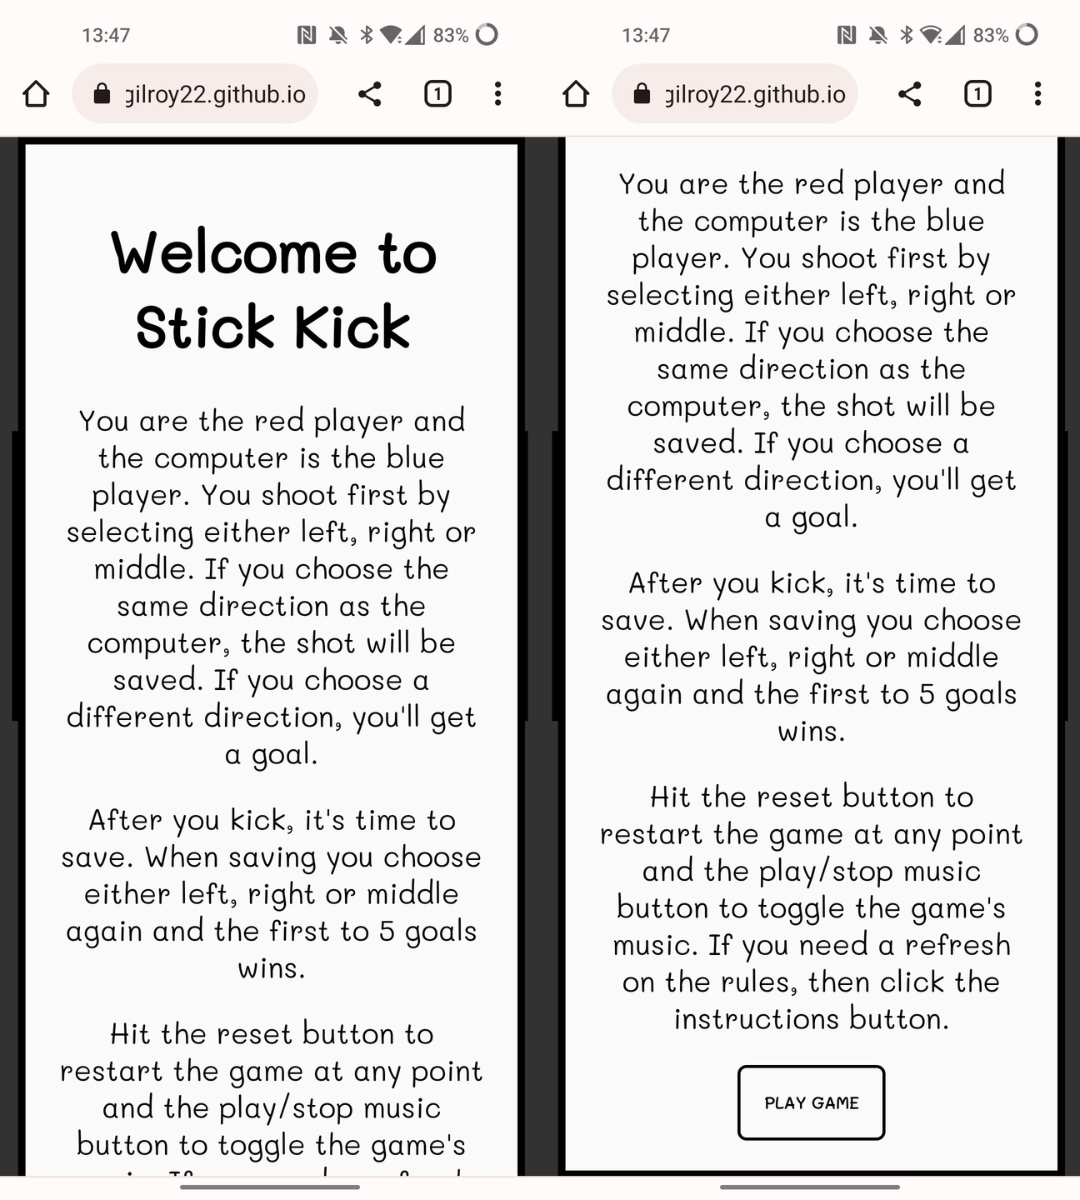 13:47
83%
gilroy22.github.io
1
Welcome to
Stick Kick
You are the red player and
the computer is the blue
player. You shoot first by
selecting either left, right or
middle. If you choose the
same direction as the
computer, the shot will be
saved. If you choose a
different direction, you'll get
a goal.
After you kick, it's time to
save. When saving you choose
either left, right or middle
again and the first to 5 goals
wins.
Hit the reset button to
restart the game at any point
and the play/stop music
button to toggle the game's
13:47
83%
gilroy22.github.io
1
You are the red player and
the computer is the blue
player. You shoot first by
selecting either left, right or
middle. If you choose the
same direction as the
computer, the shot will be
saved. If you choose a
different direction, you'll get
a goal.
After you kick, it's time to
save. When saving you choose
either left, right or middle
again and the first to 5 goals
wins.
Hit the reset button to
restart the game at any point
and the play/stop music
button to toggle the game's
music. If you need a refresh
on the rules, then click the
instructions button.
PLAY GAME